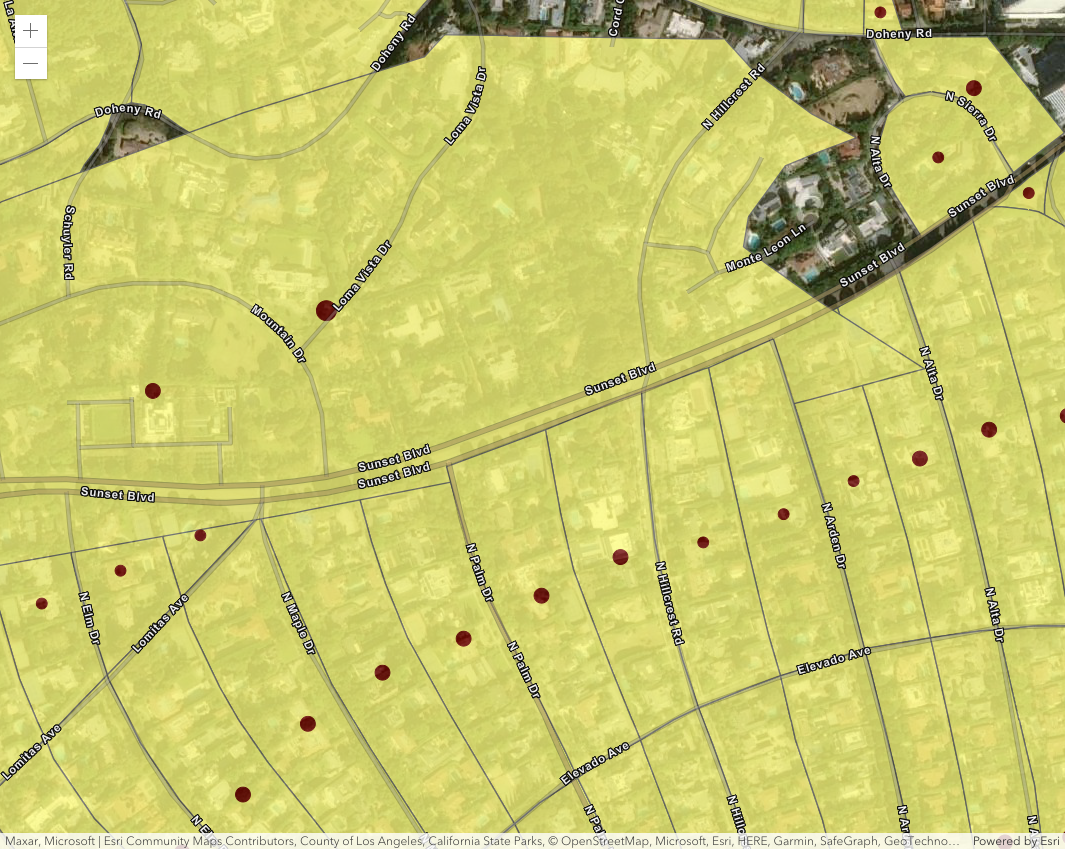 Doheny Rd
Doheny Rd
Doheny Rd
Loma Vista Dr
N Hillcrest Rd
N Sierra Dr
N Alta Dr
Sunset Blvd
Schuyler Rd
Monte Leon Ln
Sunset Blvd
Loma Vista Dr
Mountain Dr
Sunset Blvd
N Alta Dr
Sunset Blvd
Sunset Blvd
Sunset Blvd
N Arden Dr
N Palm Dr
N Hillcrest Rd
N Elm Dr
Lomitas Ave
N Maple Dr
N Alta Dr
N Palm Dr
Elevado Ave
Lomitas Ave
Elevado Ave
Maxar, Microsoft | Esri Community Maps Contributors, County of Los Angeles, California State Parks, © OpenStreetMap, Microsoft, Esri, HERE, Garmin, SafeGraph, GeoTechno... Powered by Esri